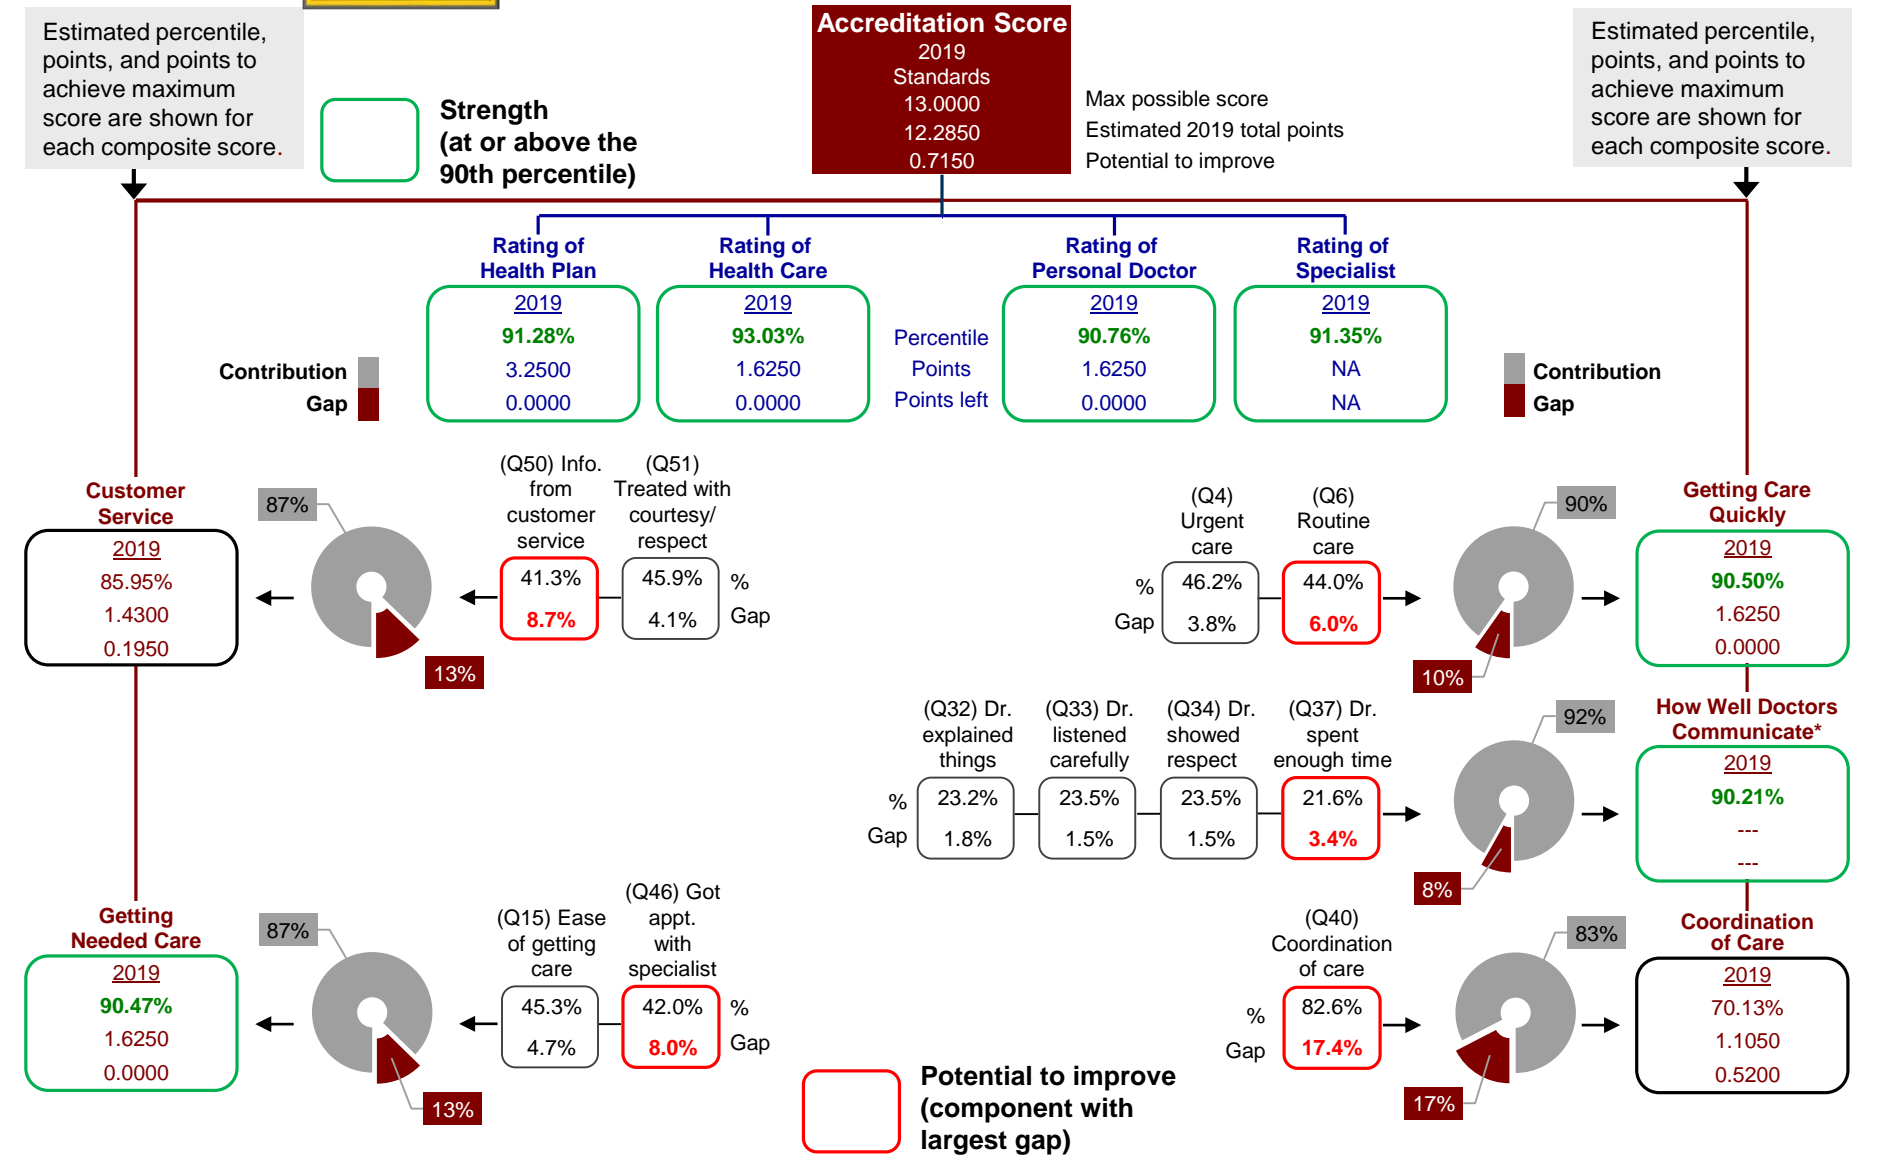 Estimated percentile,
points, and points to
achieve maximum
score are shown for
each composite score.
Strength
(at or above the
90th percentile)
Accreditation Score
2019
Standards
13.0000
12.2850
0.7150
Max possible score
Estimated 2019 total points
Potential to improve
Estimated percentile,
points, and points to
achieve maximum
score are shown for
each composite score.
Rating of
Health Plan
2019
91.28%
3.2500
0.0000
Rating of
Health Care
2019
93.03%
1.6250
0.0000
Percentile
Points
Points left
Rating of
Personal Doctor
2019
90.76%
1.6250
0.0000
Rating of
Specialist
2019
91.35%
NA
NA
Contribution
Gap
Contribution
Gap
Customer
Service
2019
85.95%
1.4300
0.1950
87%
13%
(Q50) Info.
from
customer
service
41.3%
8.7%
(Q51)
Treated with
courtesy/
respect
45.9%
4.1%
%
Gap
%
Gap
(Q4)
Urgent
care
46.2%
3.8%
(Q6)
Routine
care
44.0%
6.0%
90%
10%
Getting Care
Quickly
2019
90.50%
1.6250
0.0000
%
Gap
(Q32) Dr.
explained
things
23.2%
1.8%
(Q33) Dr.
listened
carefully
23.5%
1.5%
(Q34) Dr.
showed
respect
23.5%
1.5%
(Q37) Dr.
spent
enough time
21.6%
3.4%
92%
8%
How Well Doctors
Communicate*
2019
90.21%
---
---
Getting
Needed Care
2019
90.47%
1.6250
0.0000
87%
13%
(Q15) Ease
of getting
care
45.3%
4.7%
(Q46) Got
appt.
with
specialist
42.0%
8.0%
%
Gap
%
Gap
(Q40)
Coordination
of care
82.6%
17.4%
83%
17%
Coordination
of Care
2019
70.13%
1.1050
0.5200
Potential to improve
(component with
largest gap)